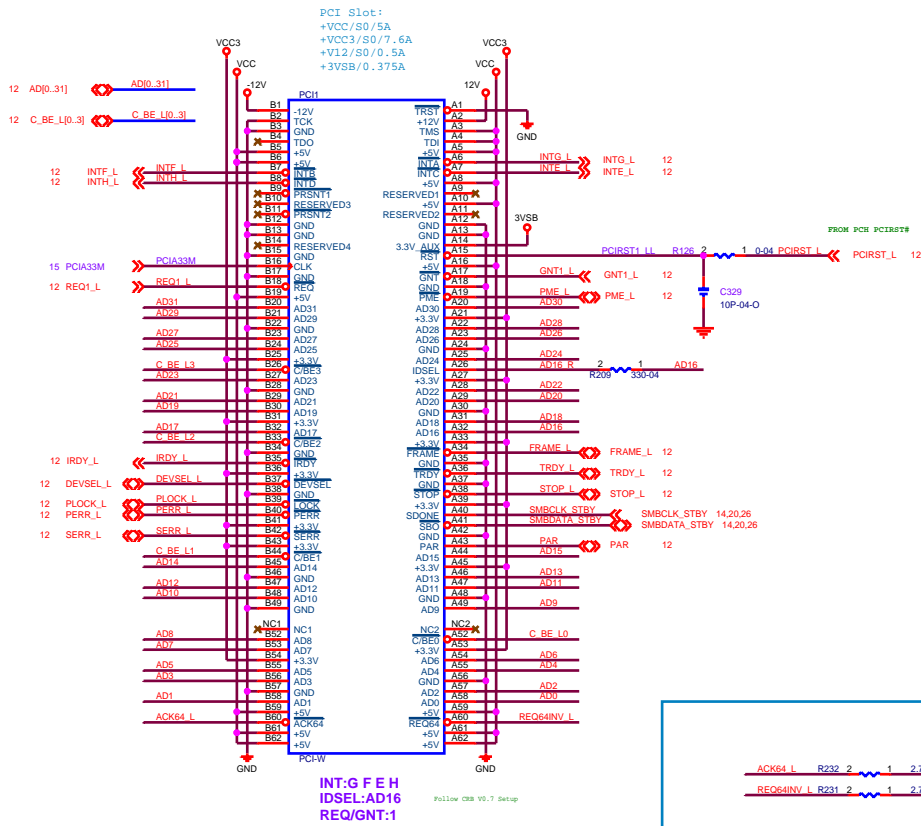 PCI Slot:
+VCC/S0/5A
+VCC3/S0/7.6A
+V12/S0/0.5A
+3VSB/0.375A
VCC3
VCC
-12V
12V
VCC
VCC3
12 AD[0..31] AD[0..31]
12 C_BE_L[0..3] C_BE_L[0..3]
PCI1
B1 -12V TRST A1
B2 TCK +12V A2
GND
B3 GND TMS A3
B4 TDO TDI A4
B5 +5V +5V A5
B6 +5V INTA A6 INTG_L INTG_L 12
12 INTF_L INTF_L B7 INTB INTC A7 INTE_L INTE_L 12
12 INTH_L INTH_L B8 INTD +5V A8
B9 PRSNT1 RESERVED1 A9
B10 RESERVED3 +5V A10
B11 PRSNT2 RESERVED2 A11
B12 GND GND A12
3VSB
B13 GND GND A13
B14 RESERVED4 3.3V_AUX A14
FROM PCH PCIRST#
B15 GND RST A15 PCIRST1_LL R126 2 1 0-04 PCIRST_L PCIRST_L 12
15 PCIA33M PCIA33M B16 CLK +5V A16
B17 GND GNT A17 GNT1_L GNT1_L 12
12 REQ1_L REQ1_L B18 REQ GND A18
B19 +5V PME A19 PME_L PME_L 12
C329
10P-04-O
AD31 B20 AD31 AD30 A20 AD30
AD29 B21 AD29 +3.3V A21
B22 GND AD28 A22 AD28
AD27 B23 AD27 AD26 A23 AD26
AD25 B24 AD25 GND A24
B25 +3.3V AD24 A25 AD24
C_BE_L3 B26 C/BE3 IDSEL A26 AD16_R 2 1 AD16
R209 330-04
AD23 B27 AD23 +3.3V A27
B28 GND AD22 A28 AD22
AD21 B29 AD21 AD20 A29 AD20
AD19 B30 AD19 GND A30
B31 +3.3V AD18 A31 AD18
AD17 B32 AD17 AD16 A32 AD16
C_BE_L2 B33 C/BE2 +3.3V A33
B34 GND FRAME A34 FRAME_L FRAME_L 12
12 IRDY_L IRDY_L B35 IRDY GND A35
B36 +3.3V TRDY A36 TRDY_L TRDY_L 12
12 DEVSEL_L DEVSEL_L B37 DEVSEL GND A37
B38 GND STOP A38 STOP_L STOP_L 12
12 PLOCK_L PLOCK_L B39 LOCK +3.3V A39
12 PERR_L PERR_L B40 PERR SDONE A40 SMBCLK_STBY SMBCLK_STBY 14,20,26
B41 +3.3V SBO A41 SMBDATA_STBY SMBDATA_STBY 14,20,26
12 SERR_L SERR_L B42 SERR GND A42
B43 +3.3V PAR A43 PAR PAR 12
C_BE_L1 B44 C/BE1 AD15 A44 AD15
AD14 B45 AD14 +3.3V A45
B46 GND AD13 A46 AD13
AD12 B47 AD12 AD11 A47 AD11
AD10 B48 AD10 GND A48
B49 GND AD9 A49 AD9
NC1 NC1 NC2 NC2
AD8 B52 AD8 C/BE0 A52 C_BE_L0
AD7 B53 AD7 +3.3V A53
B54 +3.3V AD6 A54 AD6
AD5 B55 AD5 AD4 A55 AD4
AD3 B56 AD3 GND A56
B57 GND AD2 A57 AD2
AD1 B58 AD1 AD0 A58 AD0
B59 +5V +5V A59
ACK64_L B60 ACK64 REQ64 A60 REQ64INV_L
B61 +5V +5V A61
B62 +5V +5V A62
PCI-W
GND
GND
INT:G F E H
IDSEL:AD16
REQ/GNT:1
Follow CRB V0.7 Setup
ACK64_L R232 2 1 2.7
REQ64INV_L R231 2 1 2.7